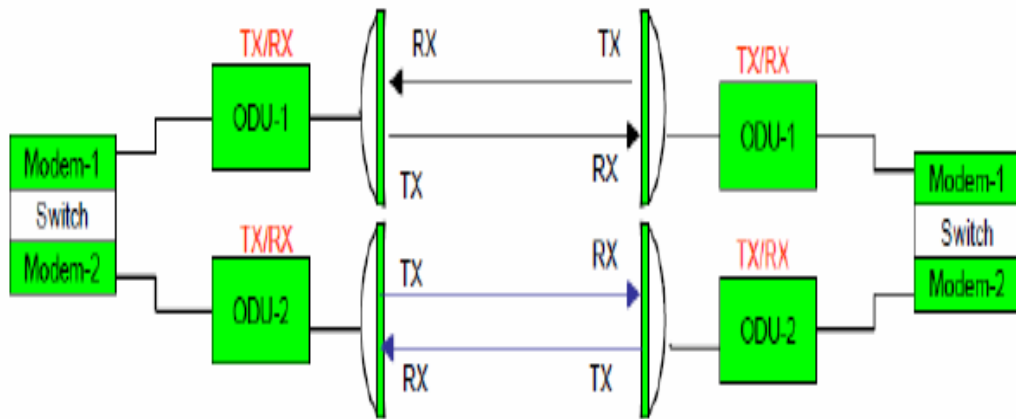 TX/RX
RX
TX
TX/RX
ODU-1
ODU-1
Modem-1
Switch
Modem-2
TX
RX
Modem-1
Switch
Modem-2
TX/RX
TX
RX
TX/RX
ODU-2
ODU-2
RX
TX